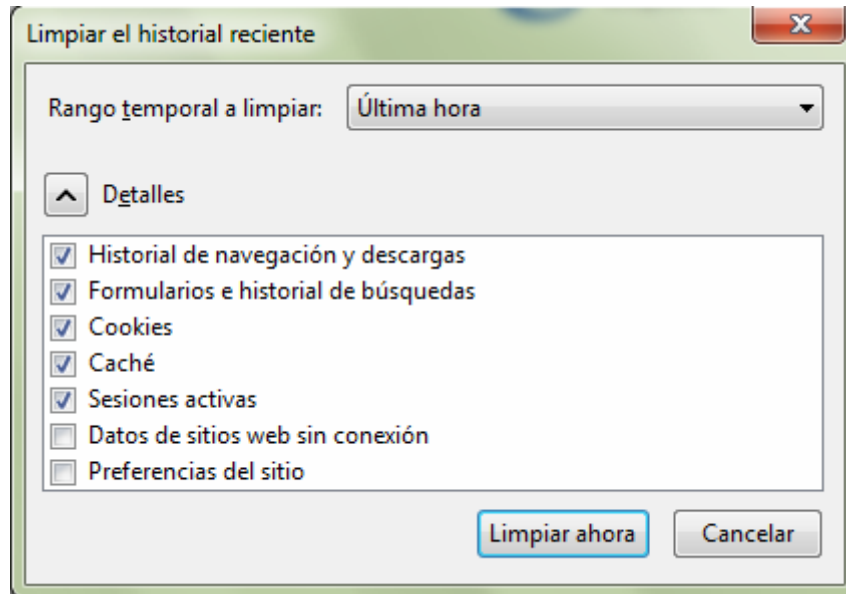 Limpiar el historial reciente
Rango temporal a limpiar: Última hora
Detalles
Historial de navegación y descargas
Formularios e historial de búsquedas
Cookies
Caché
Sesiones activas
Datos de sitios web sin conexión
Preferencias del sitio
Limpiar ahora Cancelar